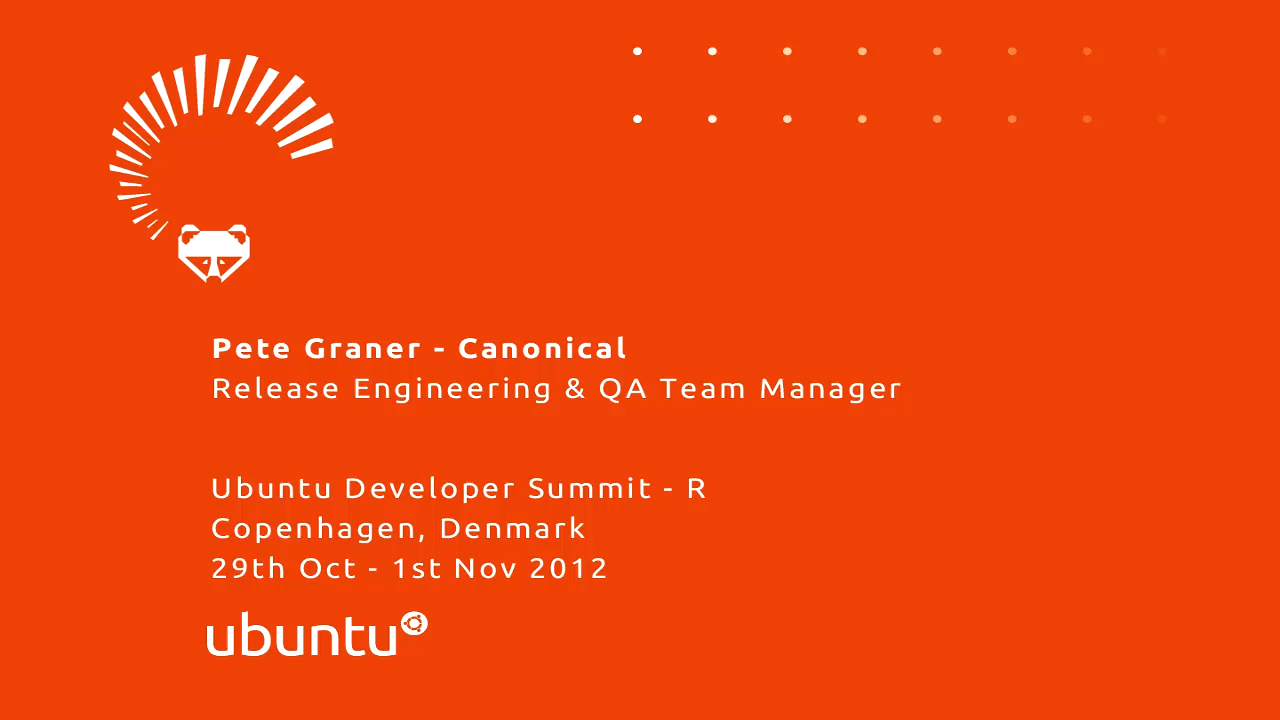 Pete Graner - Canonical
Release Engineering & QA Team Manager
Ubuntu Developer Summit - R
Copenhagen, Denmark
29th Oct - 1st Nov 2012
ubuntu